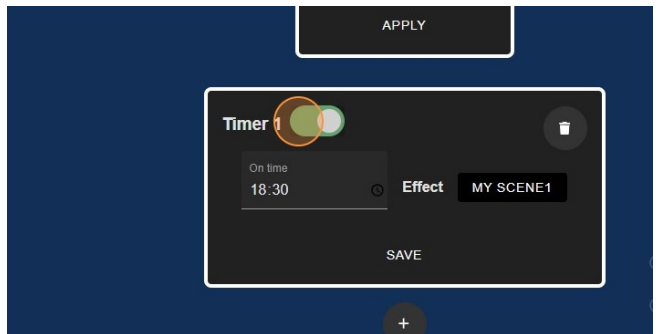 APPLY
Timer 1
On time
18:30
Effect
MY SCENE1
SAVE
+